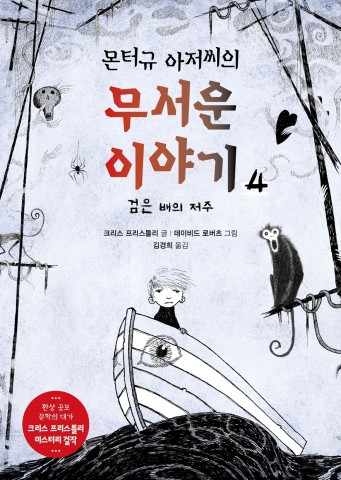 몬터규 아저씨의
무서운
이야기 4
검은 배의 저주
크리스 프리스틀리 글 | 데이비드 로버츠 그림
김경희 옮김
환상 공포
문학의 대가
크리스 프리스틀리
미스터리 걸작